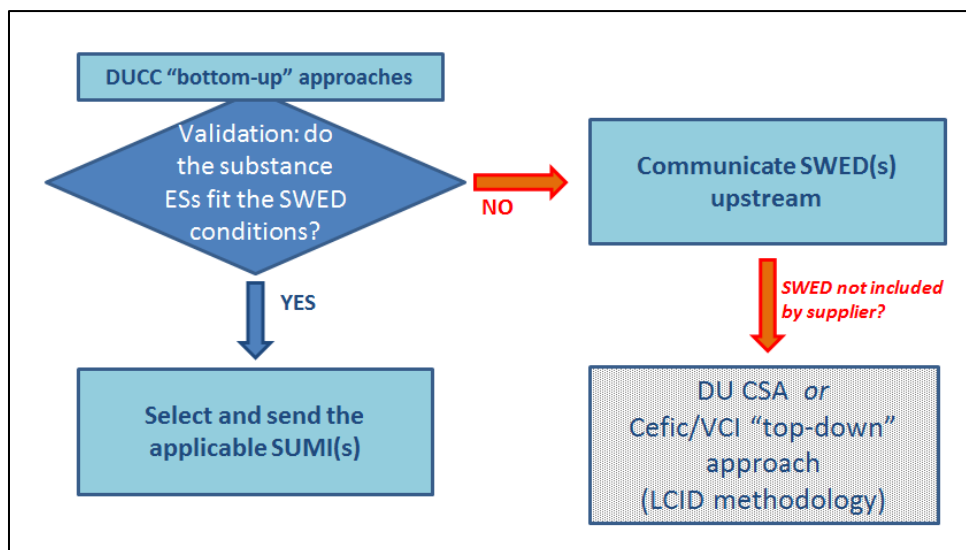 DUCC “bottom-up” approaches
Validation: do
the substance
ESs fit the SWED
conditions?
NO
Communicate SWED(s)
upstream
YES
SWED not included
by supplier?
Select and send the
applicable SUMI(s)
DU CSA or
Cefic/VCI “top-down”
approach
(LCID methodology)